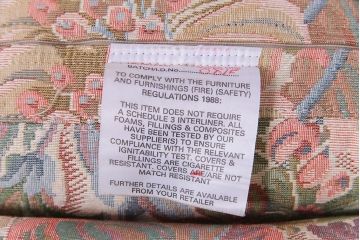 BATCH/I.D.No.
TO COMPLY WITH THE FURNITURE
AND FURNISHINGS (FIRE) (SAFETY)
REGULATIONS 1988:
THIS ITEM DOES NOT REQUIRE
A SCHEDULE 3 INTERLINER. ALL
FOAMS, FILLINGS & COMPOSITES
HAVE BEEN TESTED BY OUR
SUPPLIER(S) TO ENSURE
COMPLIANCE WITH THE RELEVANT
IGNITABILITY TEST. COVERS &
FILLINGS ARE CIGARETTE
RESISTANT. COVERS ARE/ARE NOT
MATCH RESISTANT
FURTHER DETAILS ARE AVAILABLE
FROM YOUR RETAILER